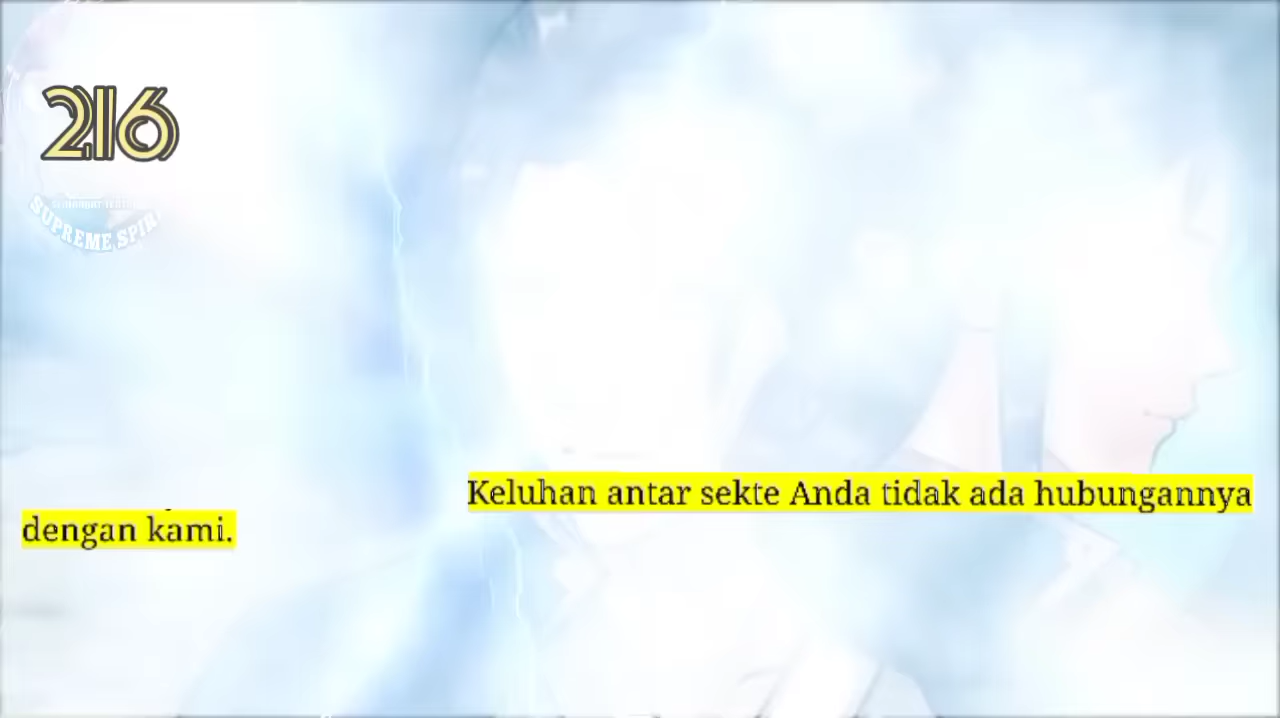 216
SUPREME SPIR
Keluhan antar sekte Anda tidak ada hubungannya
dengan kami.